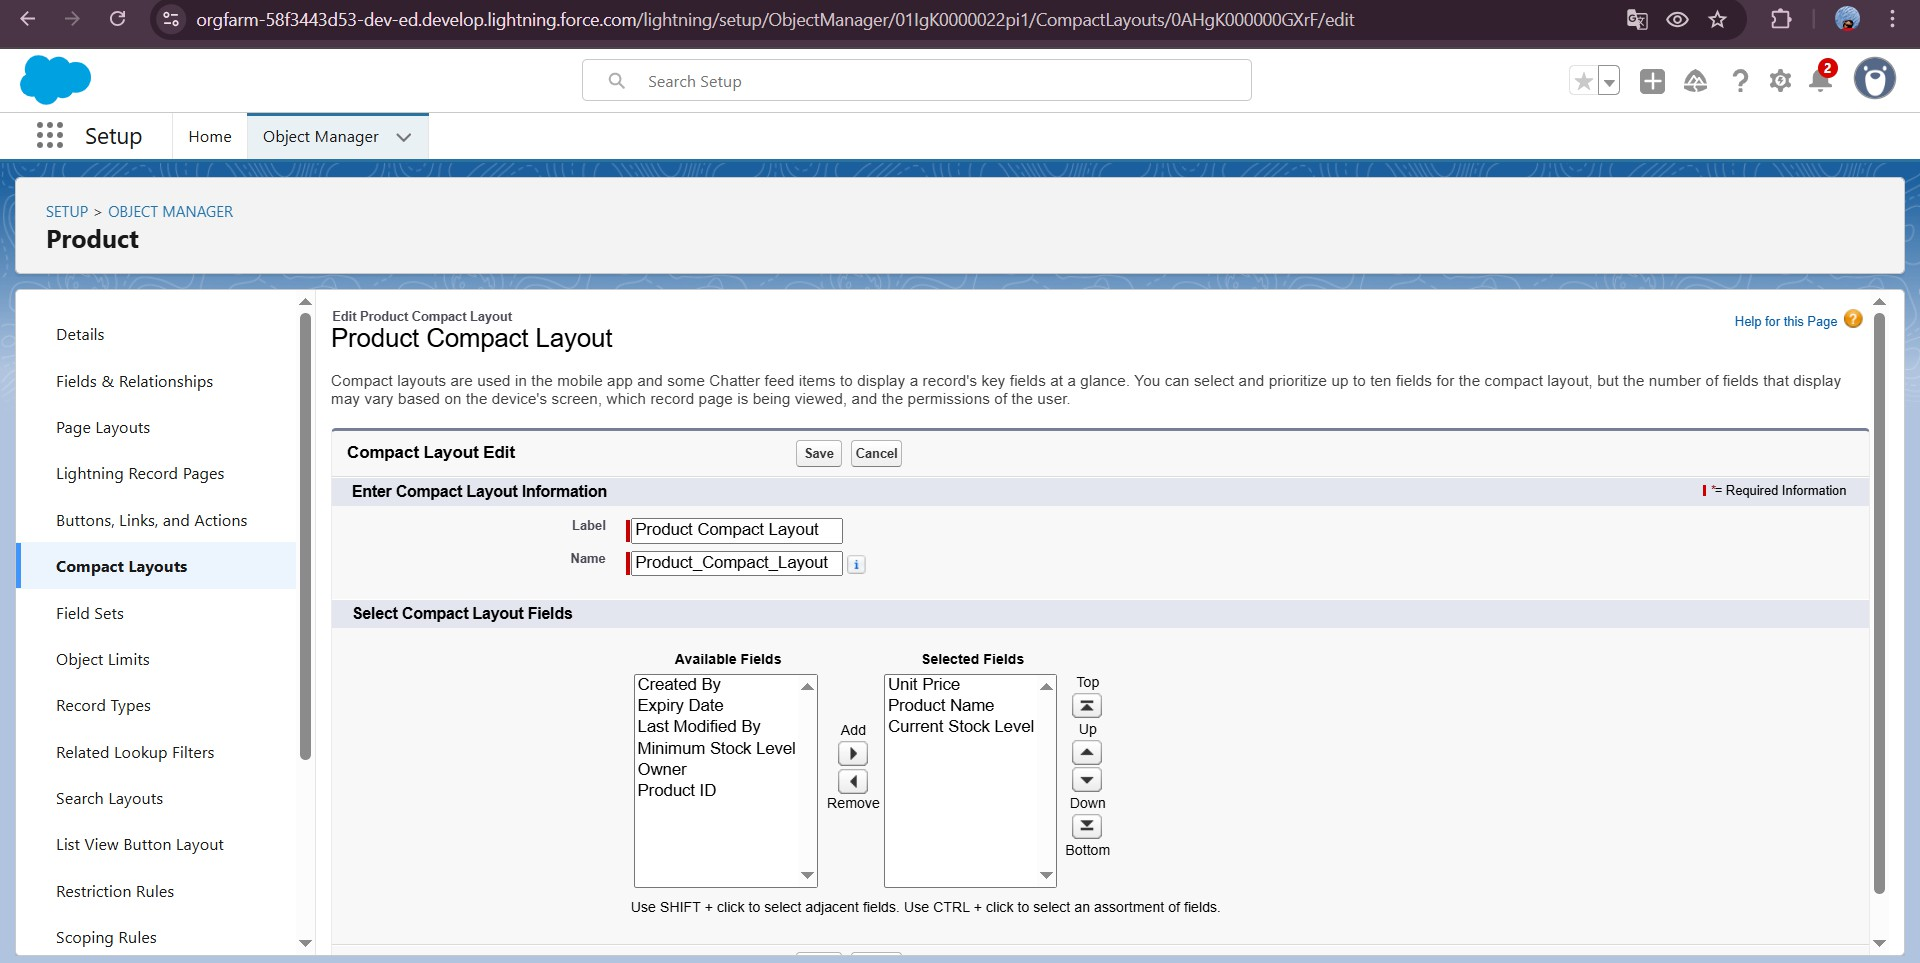 orgfarm-58f3443d53-dev-ed.develop.lightning.force.com/lightning/setup/ObjectManager/01IgK0000022pi1/CompactLayouts/0AHgK000000GXrF/edit
Search Setup
2
Setup
Home
Object Manager
SETUP > OBJECT MANAGER
Product
Details
Fields & Relationships
Page Layouts
Lightning Record Pages
Buttons, Links, and Actions
Compact Layouts
Field Sets
Object Limits
Record Types
Related Lookup Filters
Search Layouts
List View Button Layout
Restriction Rules
Scoping Rules
Edit Product Compact Layout
Product Compact Layout
Help for this Page
Compact layouts are used in the mobile app and some Chatter feed items to display a record's key fields at a glance. You can select and prioritize up to ten fields for the compact layout, but the number of fields that display
may vary based on the device's screen, which record page is being viewed, and the permissions of the user.
Compact Layout Edit
Save
Cancel
Enter Compact Layout Information
*= Required Information
Label
Product Compact Layout
Name
Product_Compact_Layout
Select Compact Layout Fields
Available Fields
Created By
Expiry Date
Last Modified By
Minimum Stock Level
Owner
Product ID
Add
Remove
Selected Fields
Unit Price
Product Name
Current Stock Level
Top
Up
Down
Bottom
Use SHIFT + click to select adjacent fields. Use CTRL + click to select an assortment of fields.